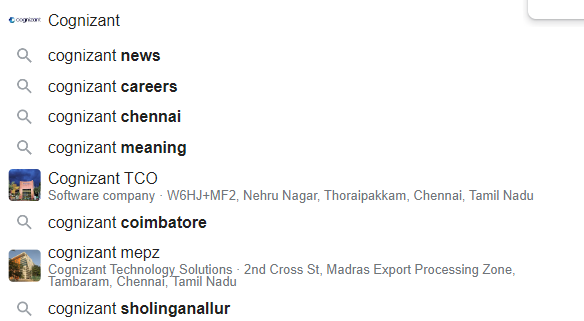 cognizant Cognizant
cognizant news
cognizant careers
cognizant chennai
cognizant meaning
Cognizant TCO
Software company · W6HJ+MF2, Nehru Nagar, Thoraipakkam, Chennai, Tamil Nadu
cognizant coimbatore
cognizant mepz
Cognizant Technology Solutions · 2nd Cross St, Madras Export Processing Zone,
Tambaram, Chennai, Tamil Nadu
cognizant sholinganallur